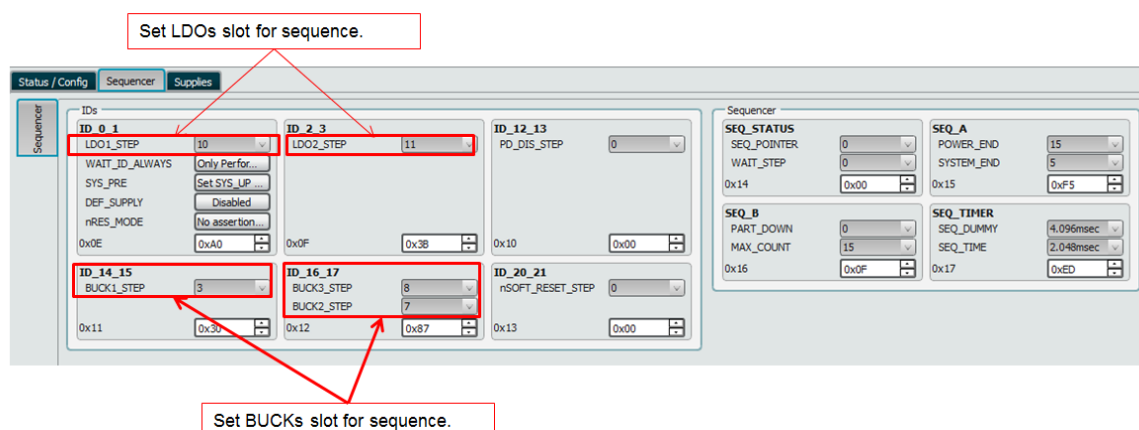 Set LDOs slot for sequence.
Status / Config Sequencer Supplies
Sequencer
IDs
ID_0_1
LDO1_STEP 10
WAIT_ID_ALWAYS Only Perfor...
SYS_PRE Set SYS_UP ...
DEF_SUPPLY Disabled
nRES_MODE No assertion...
0x0E 0xA0
ID_2_3
LDO2_STEP 11
0x0F 0x3B
ID_12_13
PD_DIS_STEP 0
0x10 0x00
ID_14_15
BUCK1_STEP 3
0x11 0x30
ID_16_17
BUCK3_STEP 8
BUCK2_STEP 7
0x12 0x87
ID_20_21
nSOFT_RESET_STEP 0
0x13 0x00
Sequencer
SEQ_STATUS
SEQ_POINTER 0
WAIT_STEP 0
0x14 0x00
SEQ_A
POWER_END 15
SYSTEM_END 5
0x15 0xF5
SEQ_B
PART_DOWN 0
MAX_COUNT 15
0x16 0x0F
SEQ_TIMER
SEQ_DUMMY 4.096msec
SEQ_TIME 2.048msec
0x17 0xED
Set BUCKs slot for sequence.